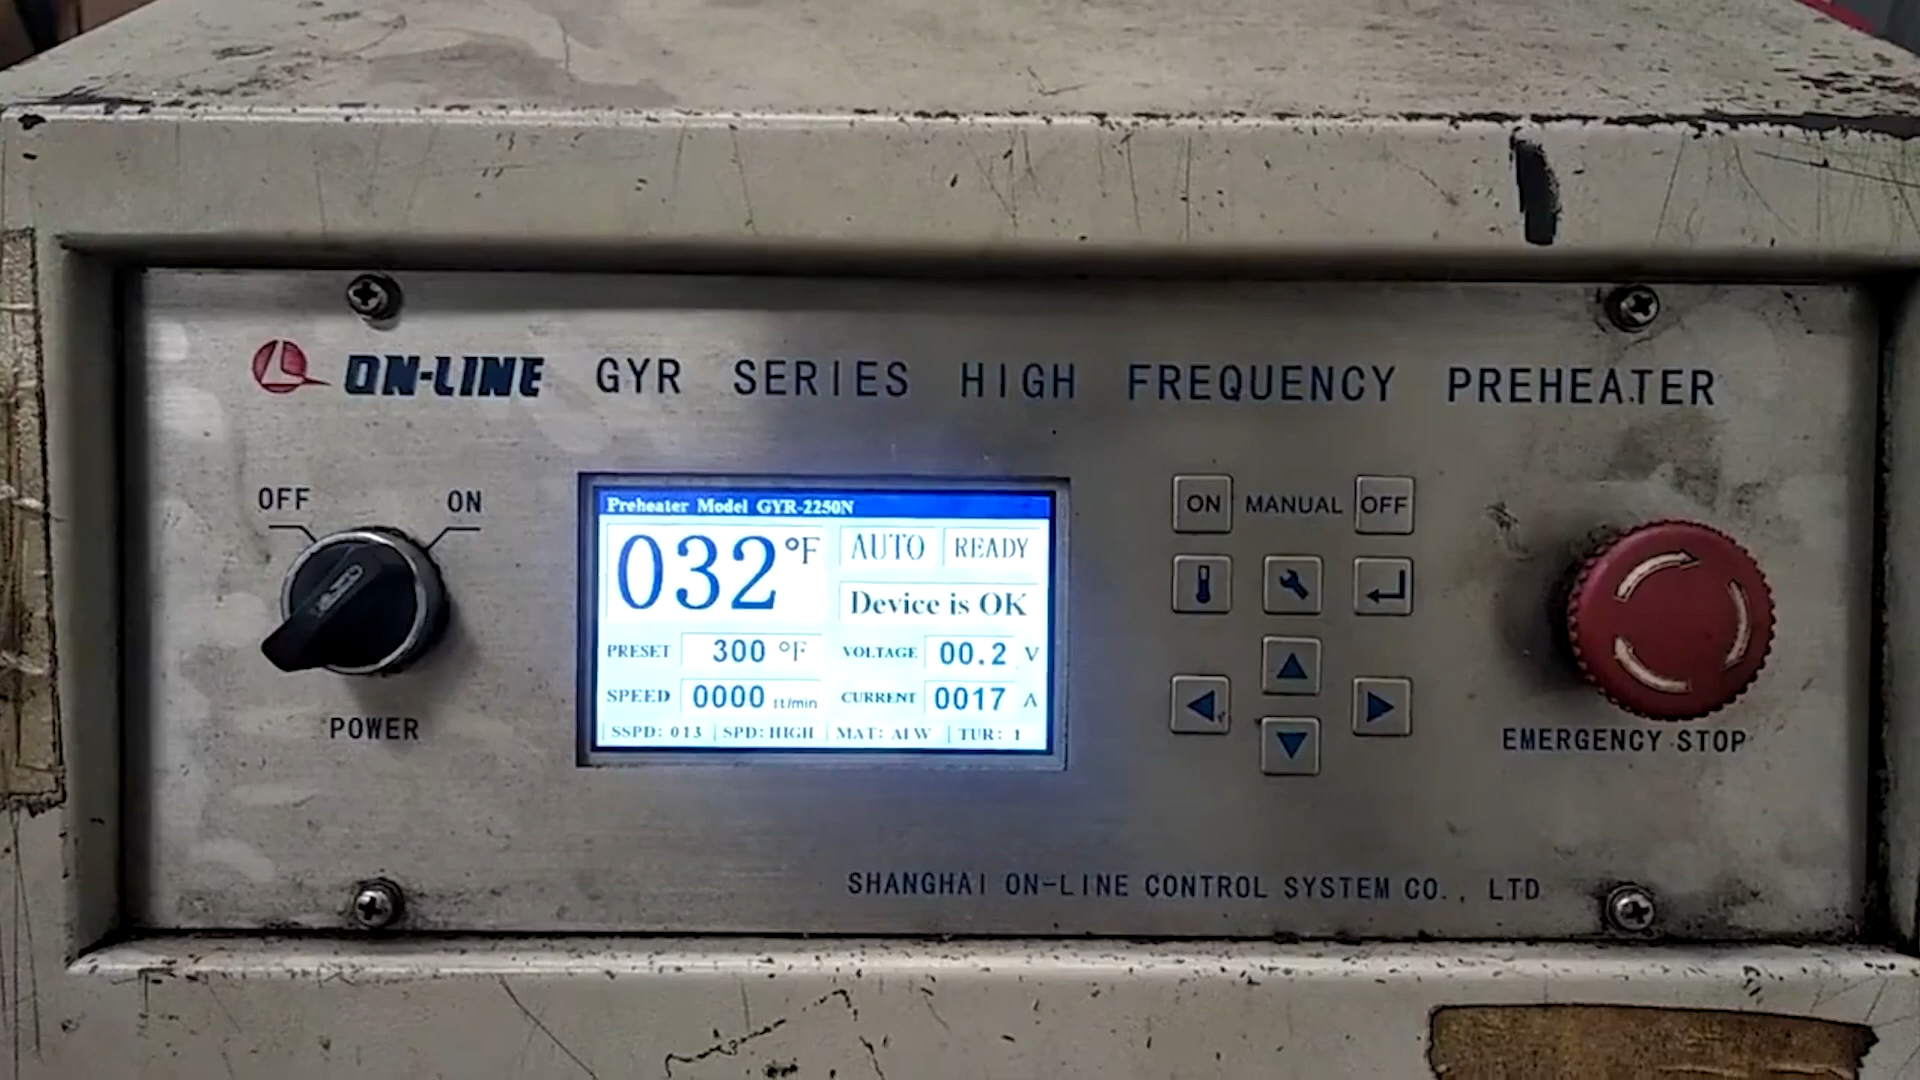 ON-LINE GYR SERIES HIGH FREQUENCY PREHEATER
OFF ON
POWER
Preheater Model GYR-2250N
032°F AUTO READY
Device is OK
PRESET 300 °F VOLTAGE 00.2 V
SPEED 0000 ft/min CURRENT 0017 A
SSPD: 013 SPD: HIGH MAT: ALW TUR: 1
ON MANUAL OFF
EMERGENCY STOP
SHANGHAI ON-LINE CONTROL SYSTEM CO., LTD